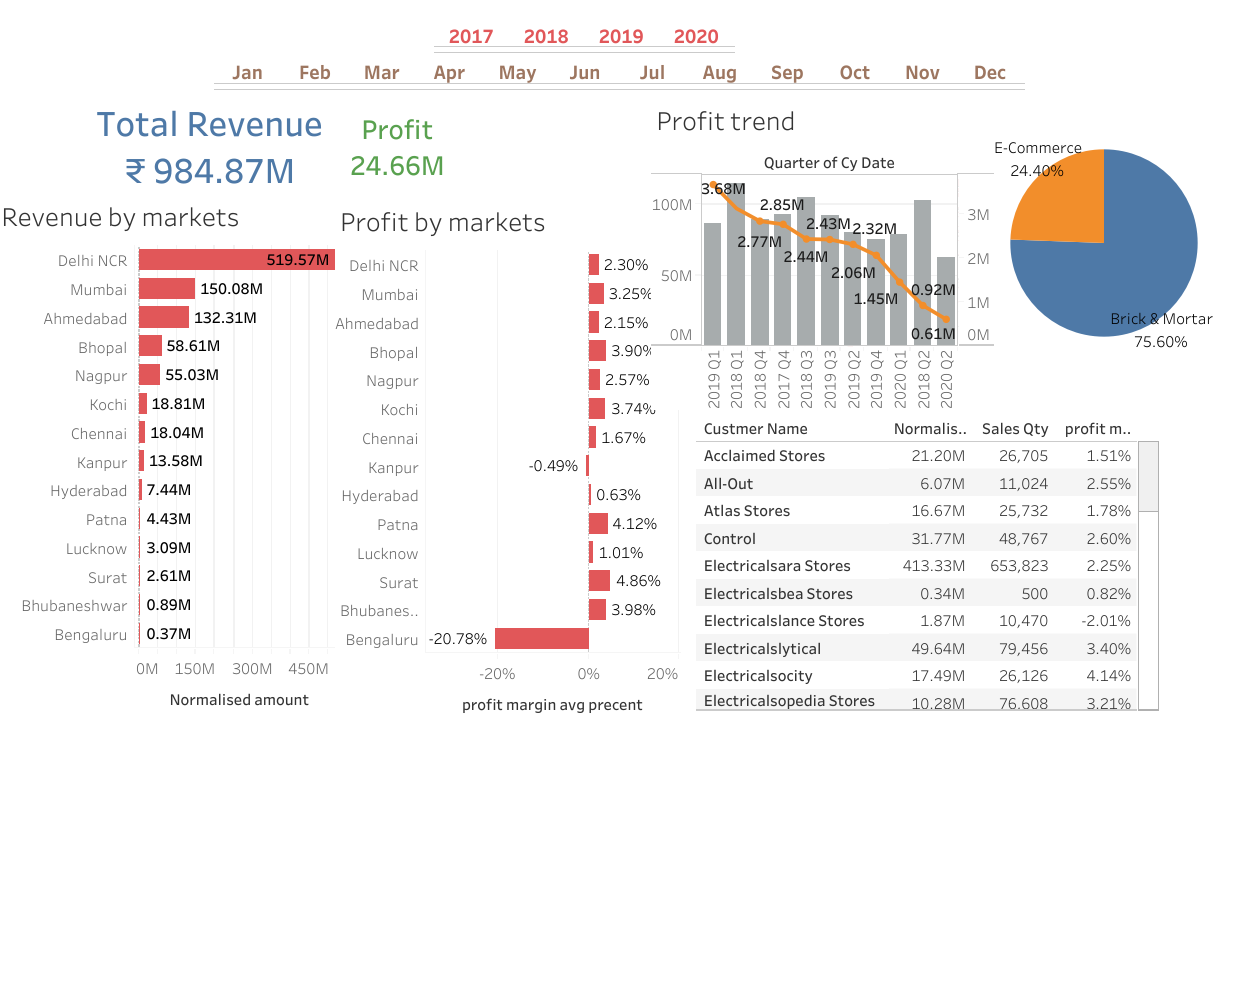 2017 2018 2019 2020
Jan Feb Mar Apr May Jun Jul Aug Sep Oct Nov Dec
Total Revenue
₹ 984.87M
Profit
24.66M
Revenue by markets
Delhi NCR 519.57M
Mumbai 150.08M
Ahmedabad 132.31M
Bhopal 58.61M
Nagpur 55.03M
Kochi 18.81M
Chennai 18.04M
Kanpur 13.58M
Hyderabad 7.44M
Patna 4.43M
Lucknow 3.09M
Surat 2.61M
Bhubaneshwar 0.89M
Bengaluru 0.37M
0M 150M 300M 450M
Normalised amount
Profit by markets
Delhi NCR 2.30%
Mumbai 3.25%
Ahmedabad 2.15%
Bhopal 3.90%
Nagpur 2.57%
Kochi 3.74%
Chennai 1.67%
Kanpur -0.49%
Hyderabad 0.63%
Patna 4.12%
Lucknow 1.01%
Surat 4.86%
Bhubanes.. 3.98%
Bengaluru -20.78%
-20% 0% 20%
profit margin avg precent
Profit trend
Quarter of Cy Date
100M
50M
0M
3.68M
2.85M
2.77M
2.43M
2.44M
2.32M
2.06M
1.45M
0.92M
0.61M
3M
2M
1M
0M
2019 Q1
2018 Q1
2018 Q4
2017 Q4
2018 Q3
2019 Q3
2019 Q2
2019 Q4
2020 Q1
2018 Q2
2020 Q2
E-Commerce
24.40%
Brick & Mortar
75.60%
Custmer Name Normalis.. Sales Qty profit m..
Acclaimed Stores 21.20M 26,705 1.51%
All-Out 6.07M 11,024 2.55%
Atlas Stores 16.67M 25,732 1.78%
Control 31.77M 48,767 2.60%
Electricalsara Stores 413.33M 653,823 2.25%
Electricalsbea Stores 0.34M 500 0.82%
Electricalslance Stores 1.87M 10,470 -2.01%
Electricalslytical 49.64M 79,456 3.40%
Electricalsocity 17.49M 26,126 4.14%
Electricalsopedia Stores 10.28M 76,608 3.21%